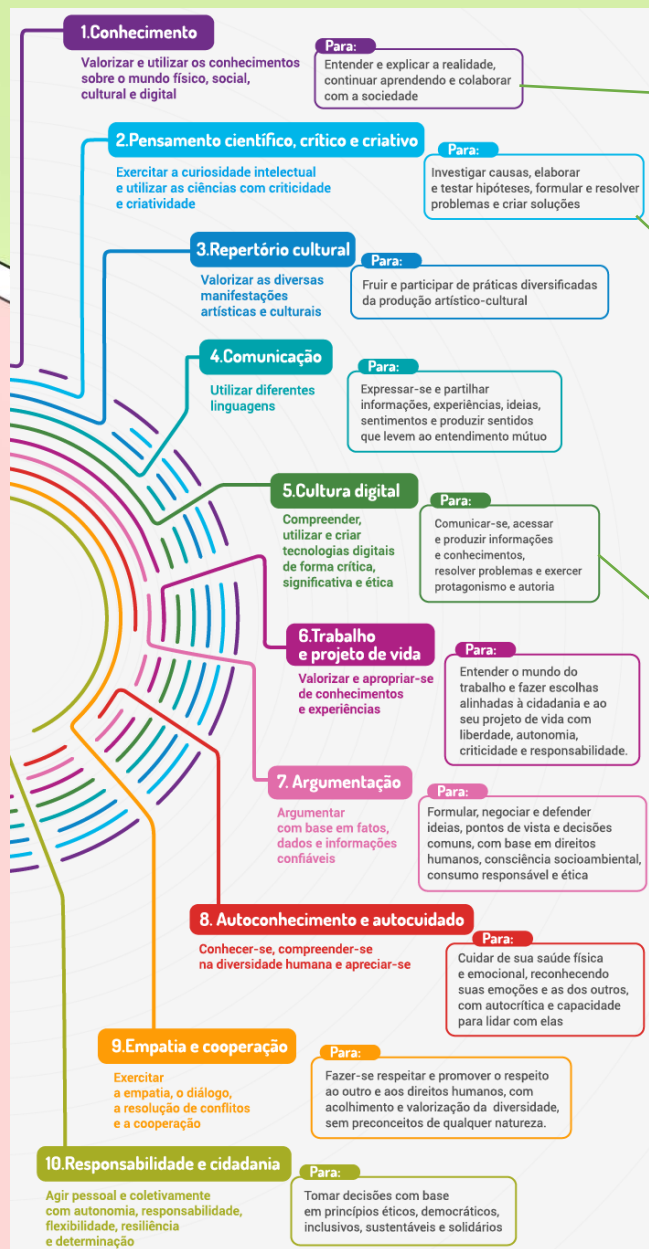 1.Conhecimento
Valorizar e utilizar os conhecimentos
sobre o mundo físico, social,
cultural e digital
Para:
Entender e explicar a realidade,
continuar aprendendo e colaborar
com a sociedade
2.Pensamento científico, crítico e criativo
Exercitar a curiosidade intelectual
e utilizar as ciências com criticidade
e criatividade
Para:
Investigar causas, elaborar
e testar hipóteses, formular e resolver
problemas e criar soluções
3.Repertório cultural
Valorizar as diversas
manifestações
artísticas e culturais
Para:
Fruir e participar de práticas diversificadas
da produção artístico-cultural
4.Comunicação
Utilizar diferentes
linguagens
Para:
Expressar-se e partilhar
informações, experiências, ideias,
sentimentos e produzir sentidos
que levem ao entendimento mútuo
5.Cultura digital
Compreender,
utilizar e criar
tecnologias digitais
de forma crítica,
significativa e ética
Para:
Comunicar-se, acessar
e produzir informações
e conhecimentos,
resolver problemas e exercer
protagonismo e autoria
6.Trabalho
e projeto de vida
Valorizar e apropriar-se
de conhecimentos
e experiências
Para:
Entender o mundo do
trabalho e fazer escolhas
alinhadas à cidadania e ao
seu projeto de vida com
liberdade, autonomia,
criticidade e responsabilidade.
7. Argumentação
Argumentar
com base em fatos,
dados e informações
confiáveis
Para:
Formular, negociar e defender
ideias, pontos de vista e decisões
comuns, com base em direitos
humanos, consciência socioambiental,
consumo responsável e ética
8. Autoconhecimento e autocuidado
Conhecer-se, compreender-se
na diversidade humana e apreciar-se
Para:
Cuidar de sua saúde física
e emocional, reconhecendo
suas emoções e as dos outros,
com autocrítica e capacidade
para lidar com elas
9.Empatia e cooperação
Exercitar
a empatia, o diálogo,
a resolução de conflitos
e a cooperação
Para:
Fazer-se respeitar e promover o respeito
ao outro e aos direitos humanos, com
acolhimento e valorização da diversidade,
sem preconceitos de qualquer natureza.
10.Responsabilidade e cidadania
Agir pessoal e coletivamente
com autonomia, responsabilidade,
flexibilidade, resiliência
e determinação
Para:
Tomar decisões com base
em princípios éticos, democráticos,
inclusivos, sustentáveis e solidários